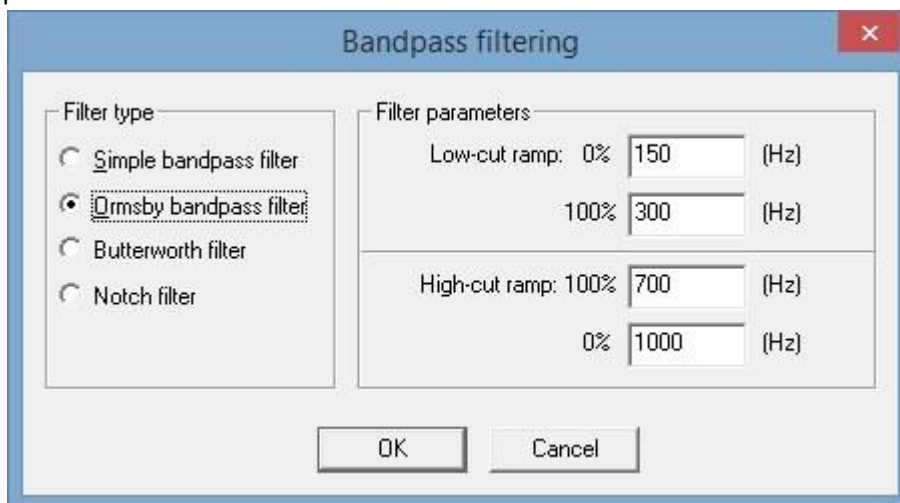 Bandpass filtering
Filter type
Simple bandpass filter
Ormsby bandpass filter
Butterworth filter
Notch filter
Filter parameters
Low-cut ramp: 0% 150 (Hz)
100% 300 (Hz)
High-cut ramp: 100% 700 (Hz)
0% 1000 (Hz)
OK Cancel